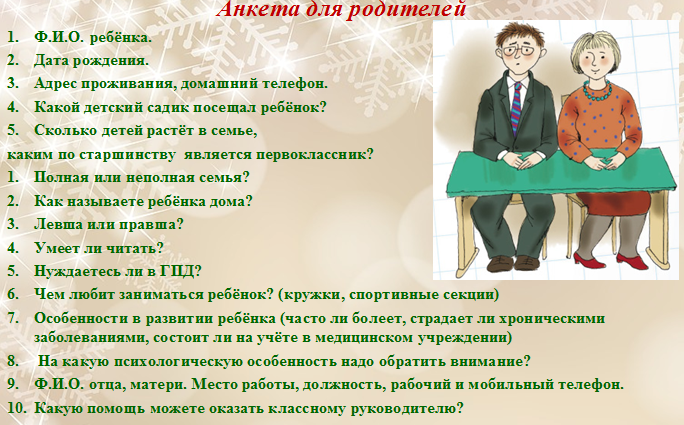 Анкета для родителей
1. Ф.И.О. ребёнка.
2. Дата рождения.
3. Адрес проживания, домашний телефон.
4. Какой детский садик посещал ребёнок?
5. Сколько детей растёт в семье,
каким по старшинству является первоклассник?
1. Полная или неполная семья?
2. Как называете ребёнка дома?
3. Левша или правша?
4. Умеет ли читать?
5. Нуждаетесь ли в ГПД?
6. Чем любит заниматься ребёнок? (кружки, спортивные секции)
7. Особенности в развитии ребёнка (часто ли болеет, страдает ли хроническими
заболеваниями, состоит ли на учёте в медицинском учреждении)
8. На какую психологическую особенность надо обратить внимание?
9. Ф.И.О. отца, матери. Место работы, должность, рабочий и мобильный телефон.
10. Какую помощь можете оказать классному руководителю?